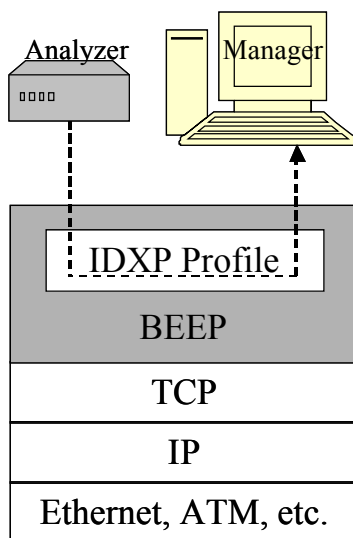 Analyzer
Manager
IDXP Profile
BEEP
TCP
IP
Ethernet, ATM, etc.